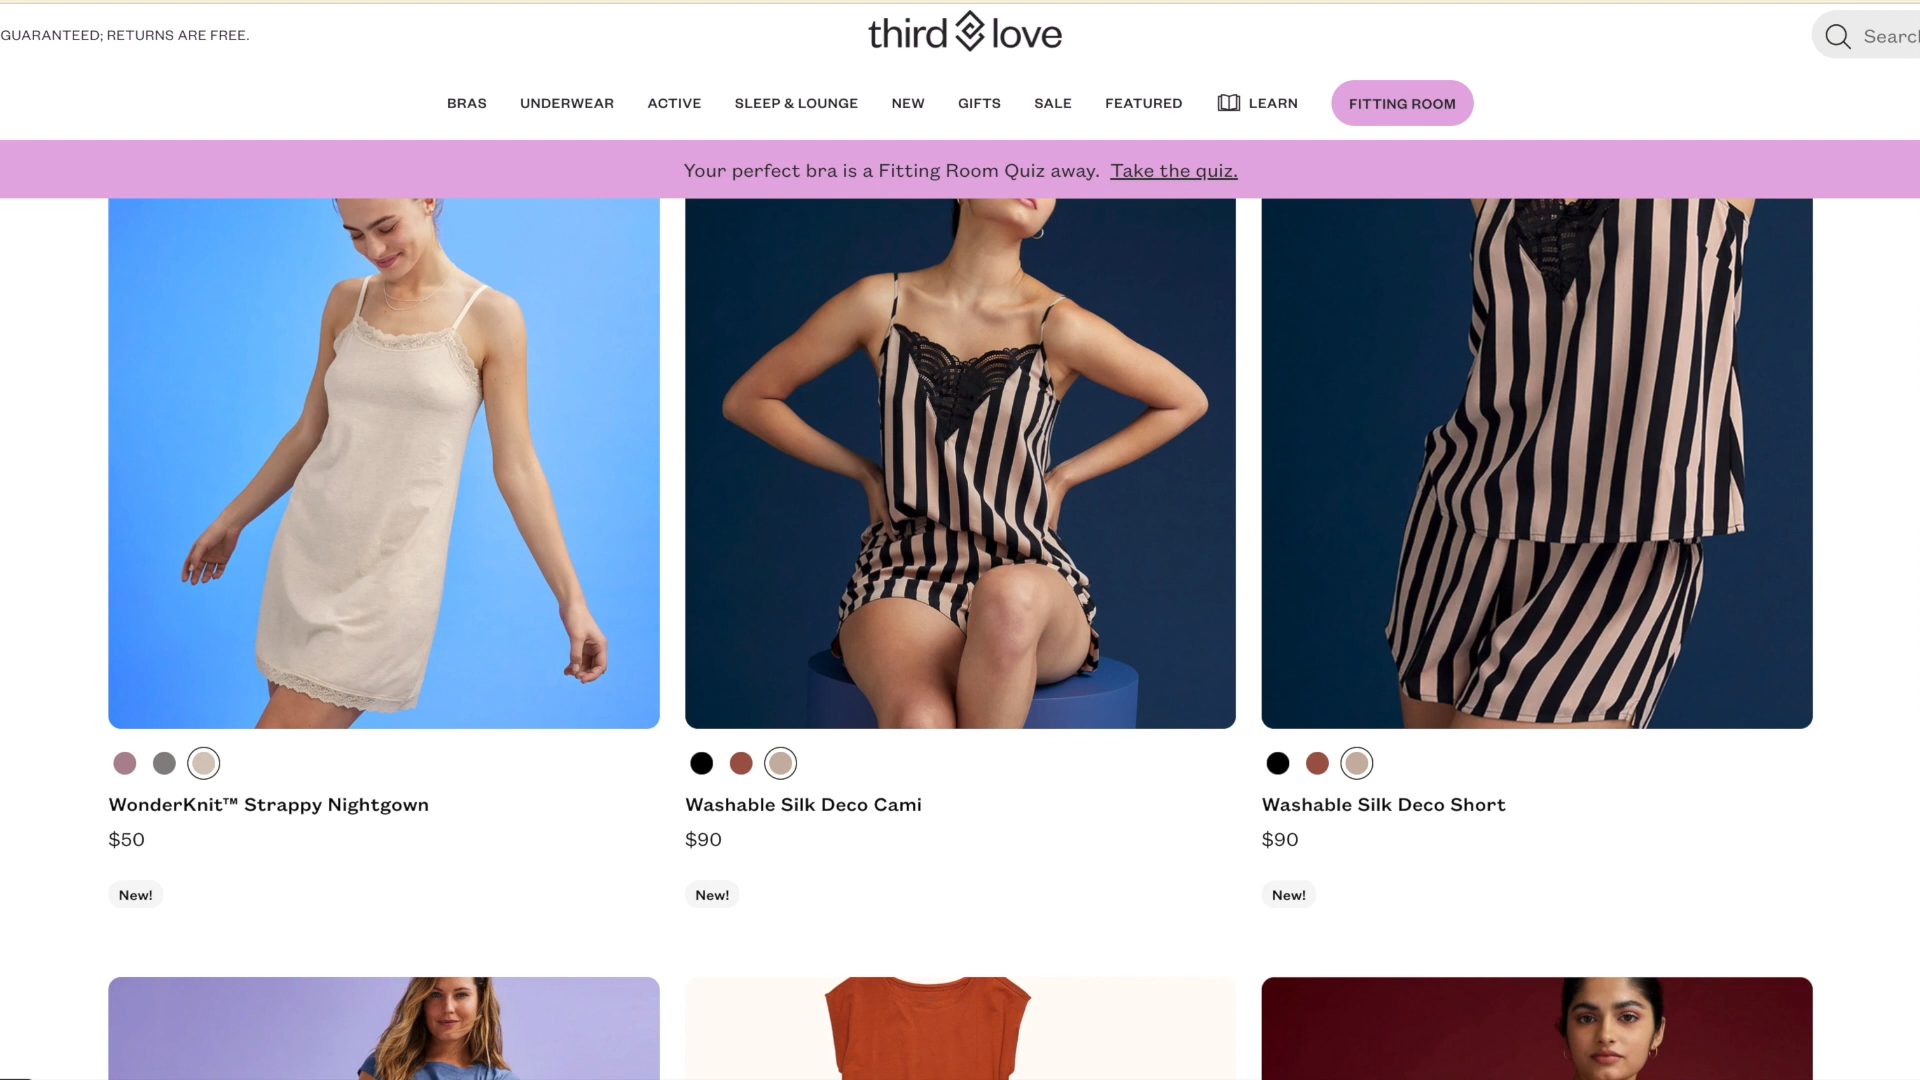 GUARANTEED; RETURNS ARE FREE.
third love
Search
BRAS UNDERWEAR ACTIVE SLEEP & LOUNGE NEW GIFTS SALE FEATURED LEARN FITTING ROOM
Your perfect bra is a Fitting Room Quiz away. Take the quiz.
WonderKnit™ Strappy Nightgown
$50
New!
Washable Silk Deco Cami
$90
New!
Washable Silk Deco Short
$90
New!